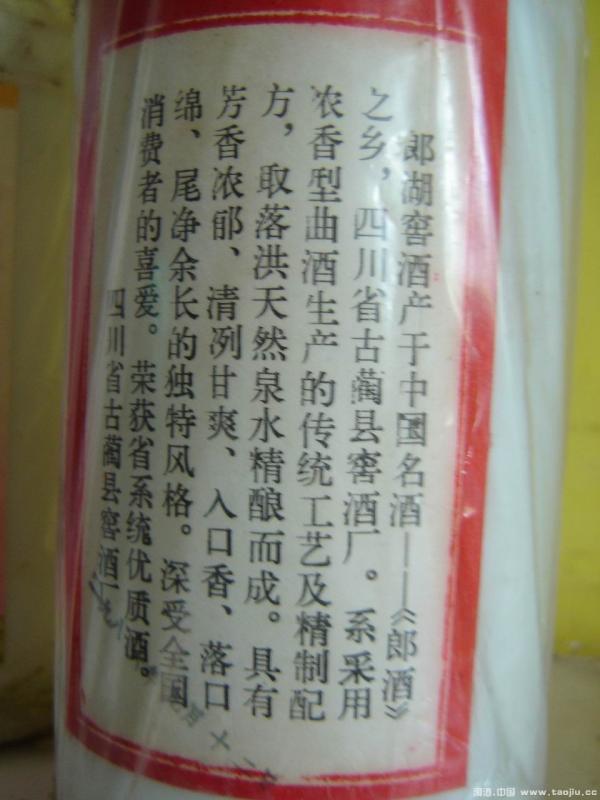 郎湖窖酒产于中国名酒——《郎酒》
之乡，四川省古蔺县窖酒厂。系采用
浓香型曲酒生产的传统工艺及精制配
方，取落洪天然泉水精酿而成。具有
芳香浓郁、清冽甘爽、入口香、落口
绵、尾净余长的独特风格。深受全国
消费者的喜爱。荣获省系统优质酒。
四川省古蔺县窖酒厂
淘酒.中国 www.taojiu.cc